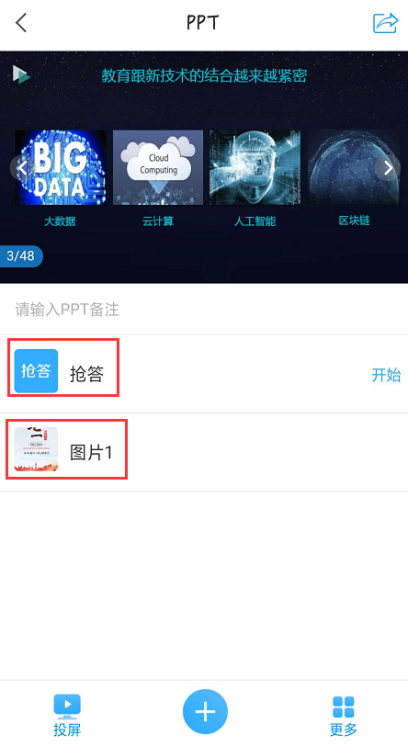 PPT
教育跟新技术的结合越来越紧密
BIG
DATA
Cloud
Computing
大数据
云计算
人工智能
区块链
3/48
请输入PPT备注
抢答
抢答
开始
图片1
投屏
更多